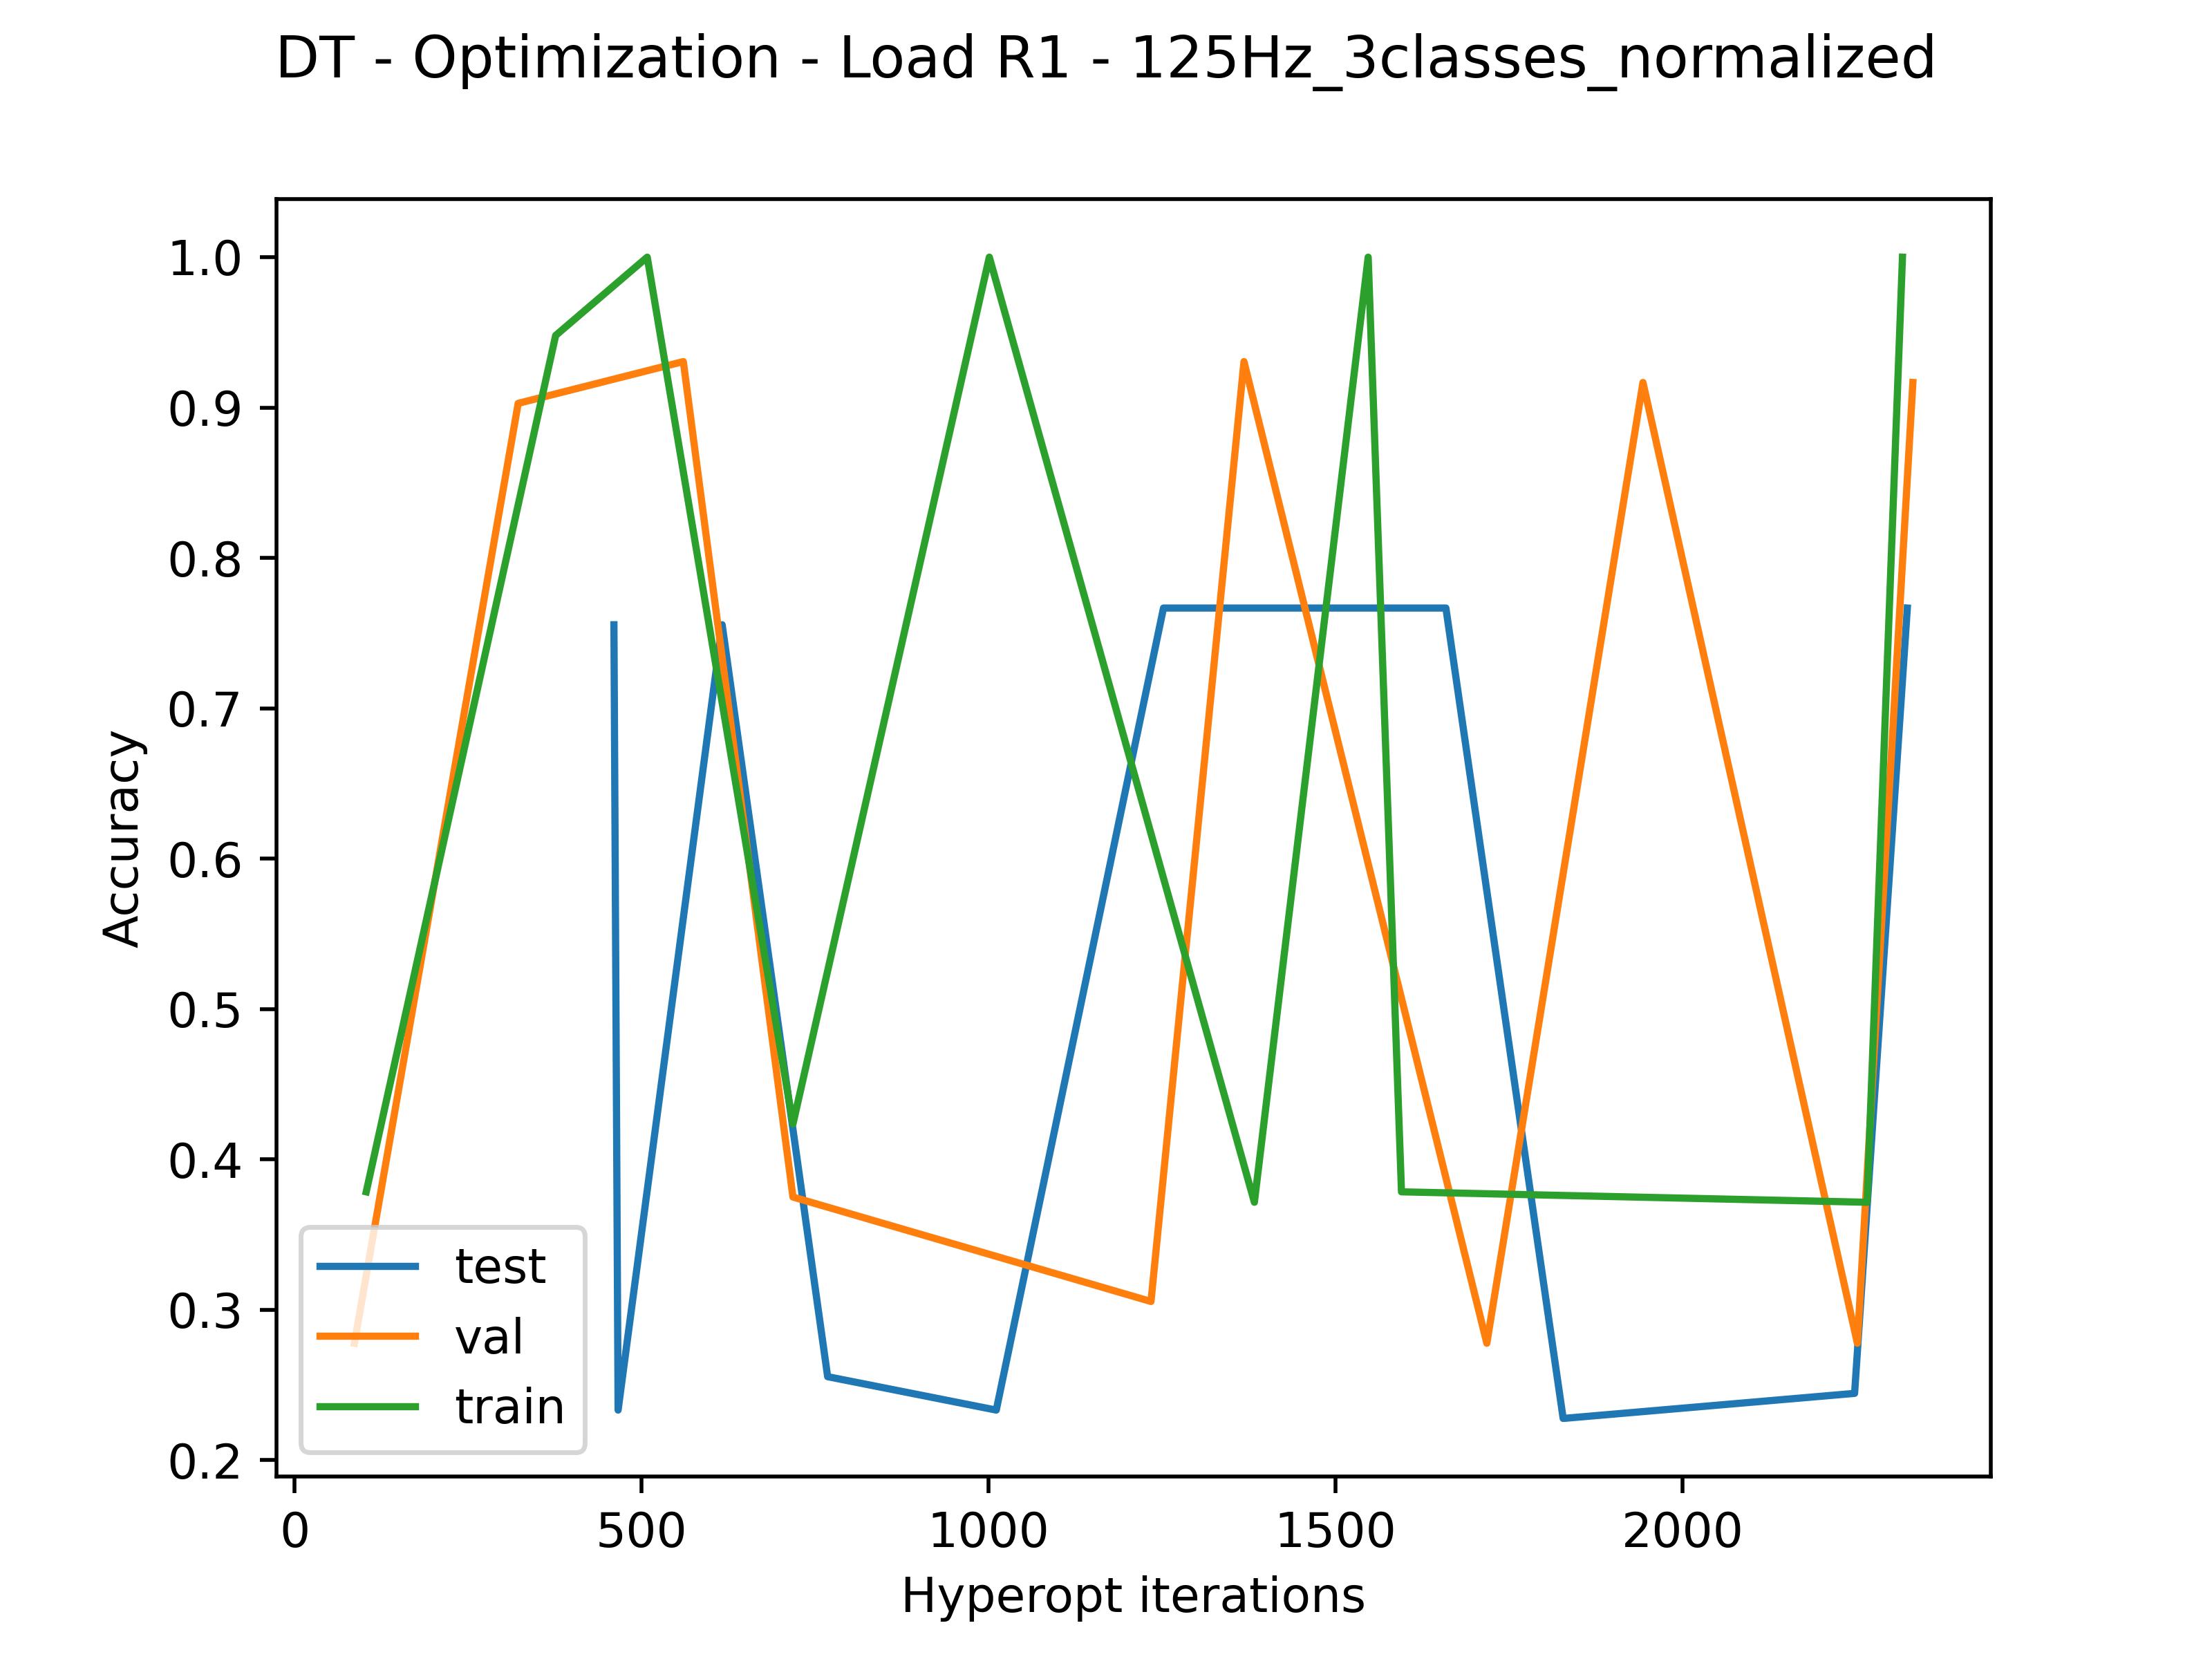 DT - Optimization - Load R1 - 125Hz_3classes_normalized
1.0
0.9
0.8
0.7
0.6
0.5
0.4
0.3
0.2
Accuracy
test
val
train
0 500 1000 1500 2000
Hyperopt iterations